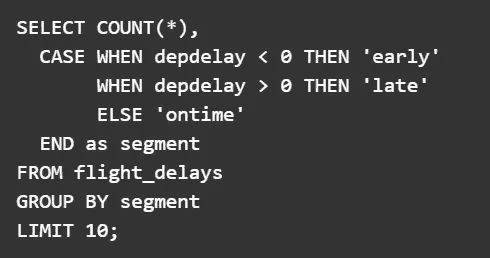 SELECT COUNT(*),
  CASE WHEN depdelay < 0 THEN 'early'
       WHEN depdelay > 0 THEN 'late'
       ELSE 'ontime'
  END as segment
FROM flight_delays
GROUP BY segment
LIMIT 10;